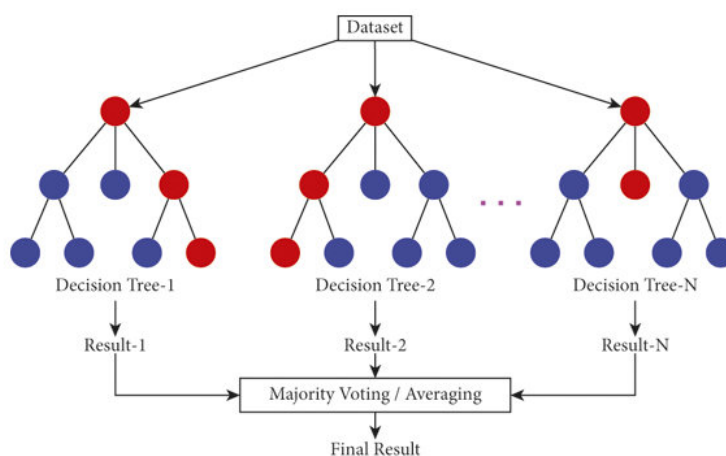 Dataset
Decision Tree-1
Decision Tree-2
Decision Tree-N
Result-1
Result-2
Result-N
Majority Voting / Averaging
Final Result